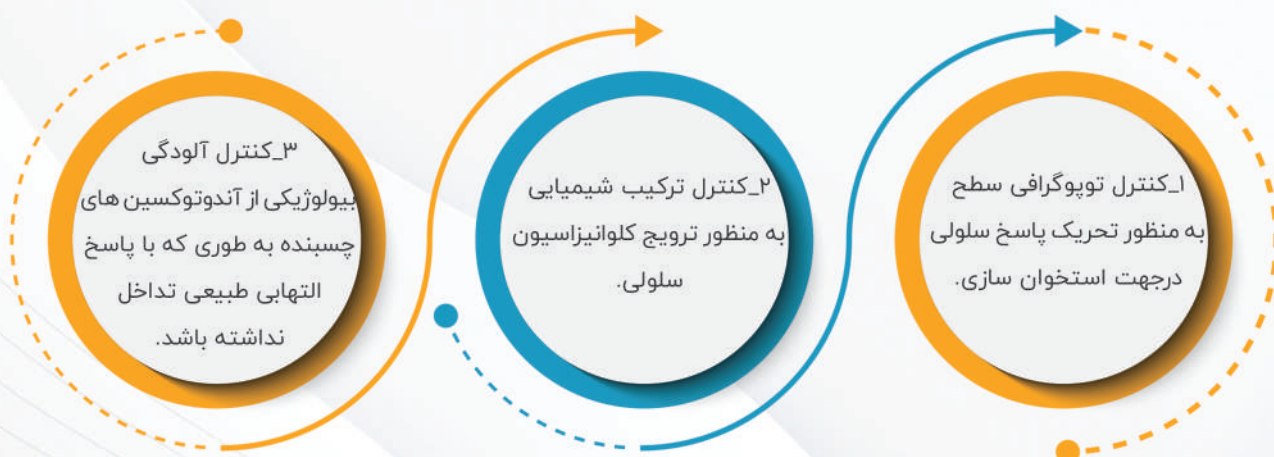 ۱_کنترل توپوگرافی سطح
به منظور تحریک پاسخ سلولی
درجهت استخوان سازی.
۲_کنترل ترکیب شیمیایی
به منظور ترویج کلوانیزاسیون
سلولی.
۳_کنترل آلودگی
بیولوژیکی از آندوتوکسین های
چسبنده به طوری که با پاسخ
التهابی طبیعی تداخل
نداشته باشد.